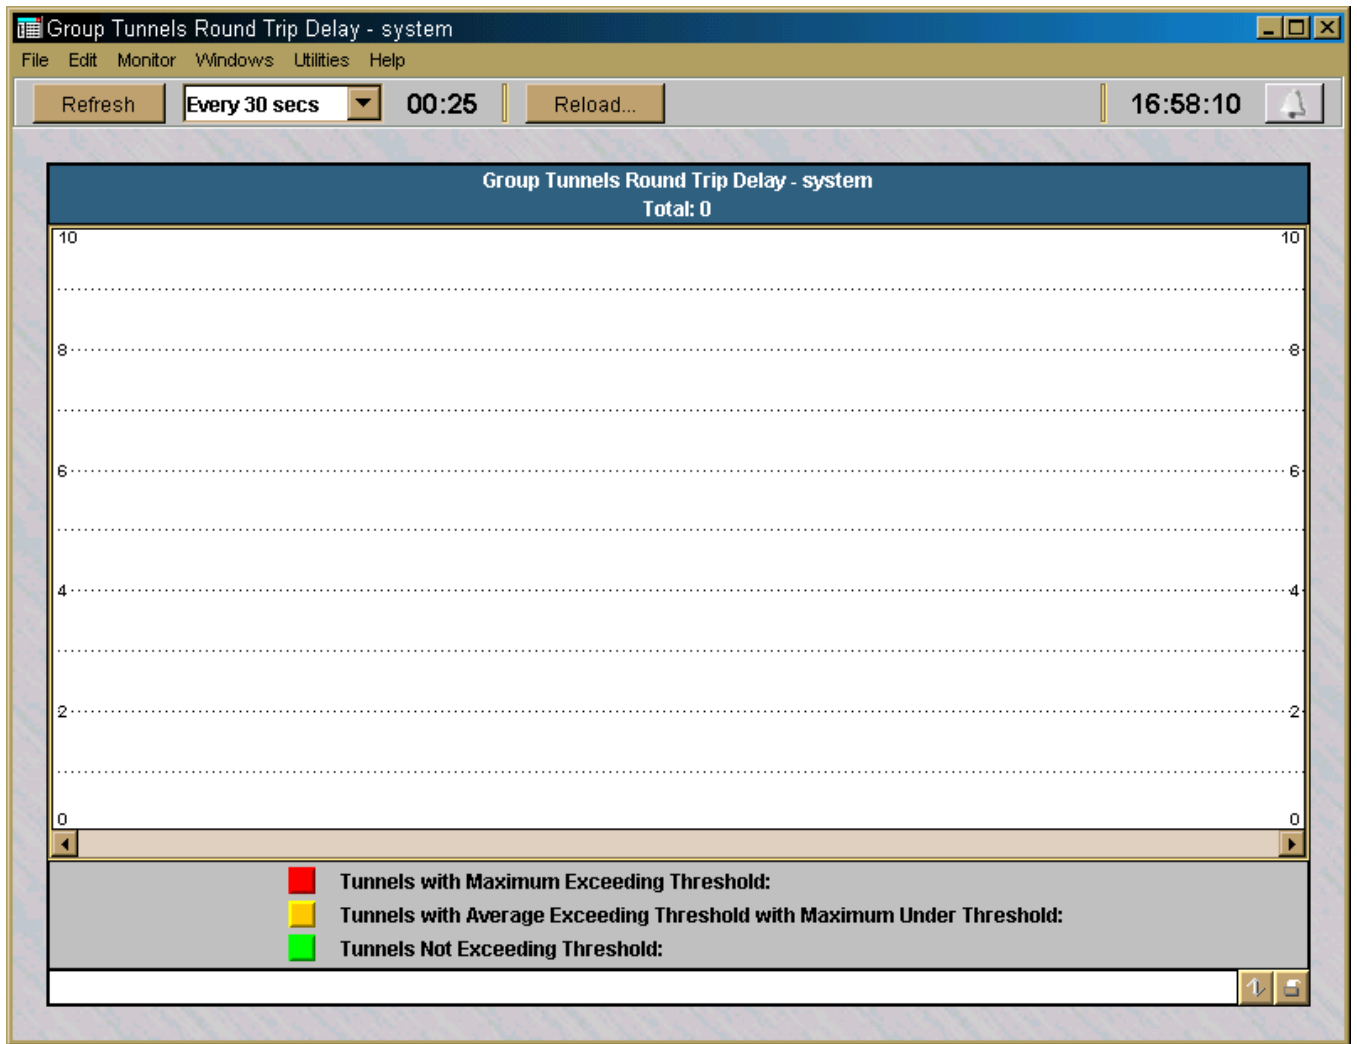 Group Tunnels Round Trip Delay - system
File Edit Monitor Windows Utilities Help
Refresh Every 30 secs 00:25 Reload... 16:58:10
Group Tunnels Round Trip Delay - system
Total: 0
10 10
8 8
6 6
4 4
2 2
0 0
Tunnels with Maximum Exceeding Threshold:
Tunnels with Average Exceeding Threshold with Maximum Under Threshold:
Tunnels Not Exceeding Threshold: